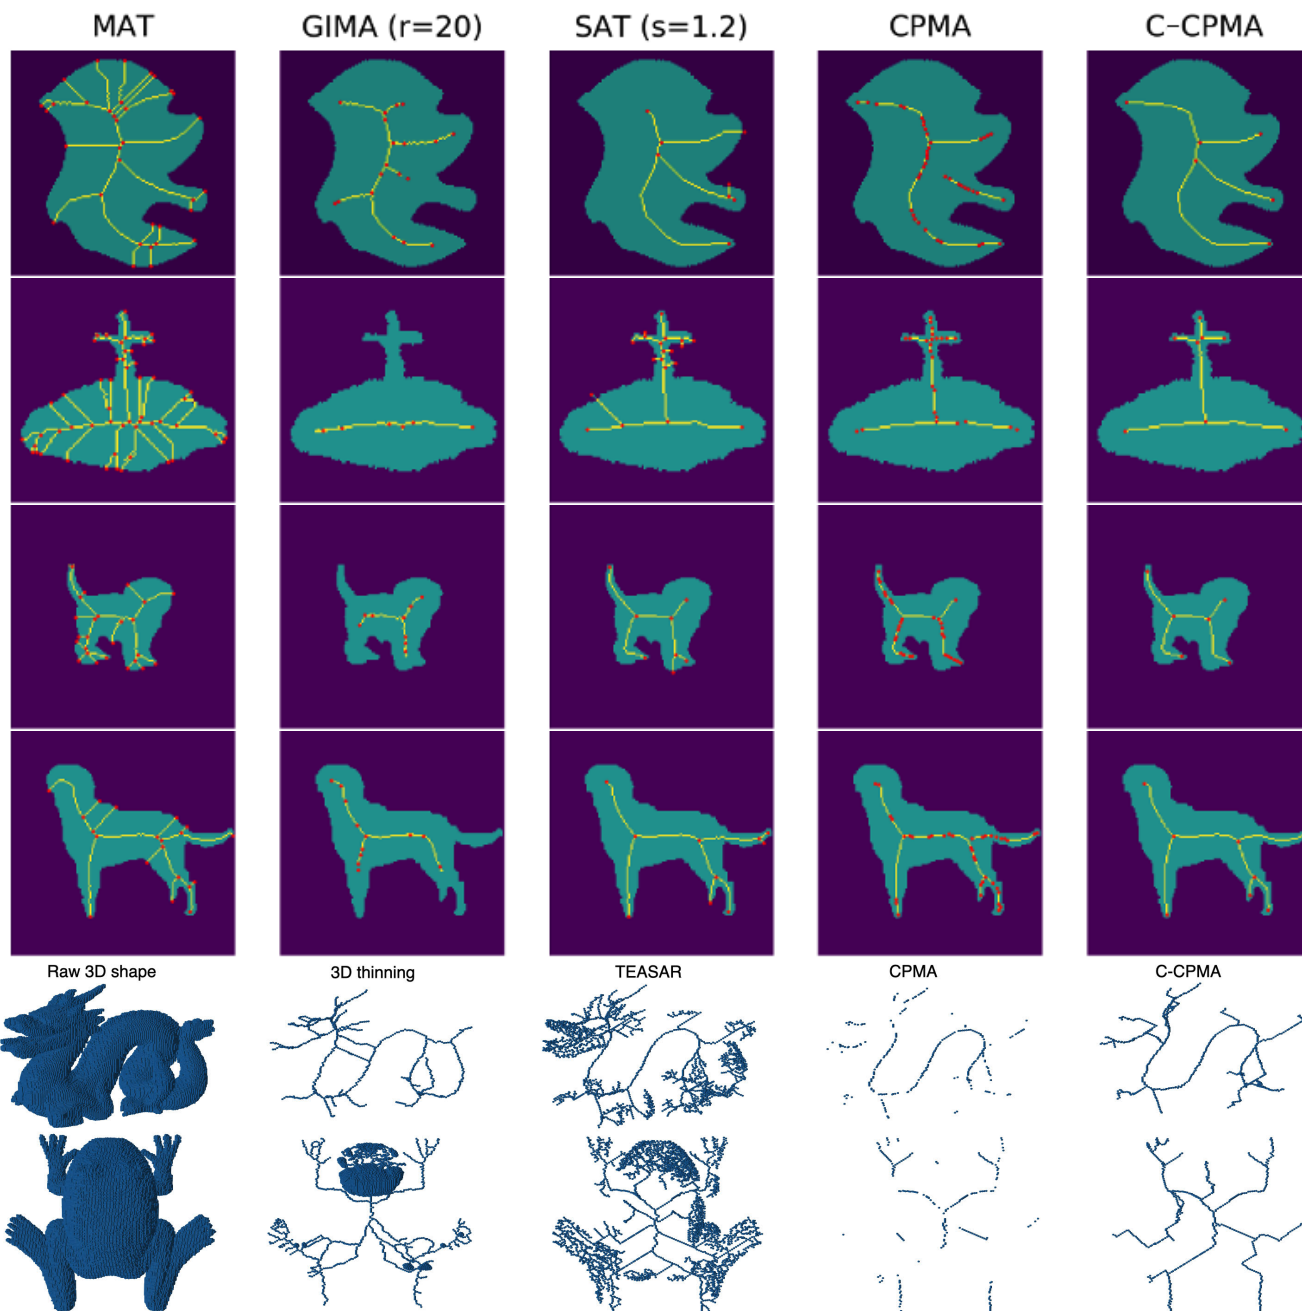 MAT GIMA (r=20) SAT (s=1.2) CPMA C-CPMA
Raw 3D shape 3D thinning TEASAR CPMA C-CPMA